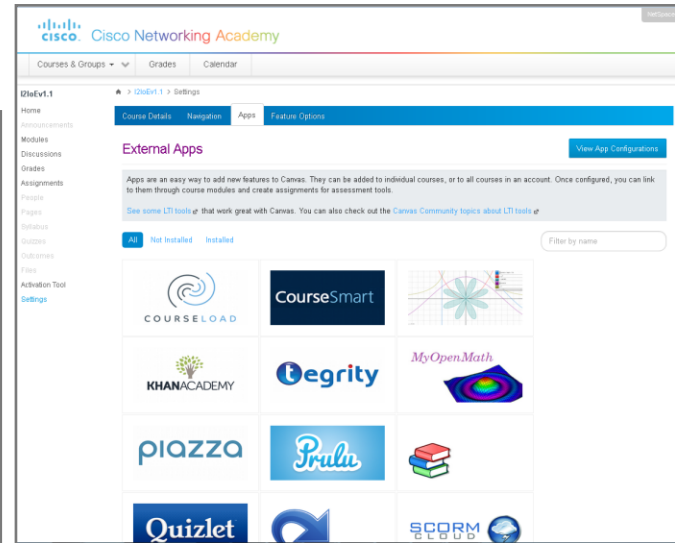 NetSpace
CISCO. Cisco Networking Academy
Courses & Groups Grades Calendar
I2IoEv1.1
I2IoEv1.1 > Settings
Home
Announcements
Modules
Discussions
Grades
Assignments
People
Pages
Syllabus
Quizzes
Outcomes
Files
Activation Tool
Settings
Course Details Navigation Apps Feature Options
External Apps
View App Configurations
Apps are an easy way to add new features to Canvas. They can be added to individual courses, or to all courses in an account. Once configured, you can link
to them through course modules and create assignments for assessment tools.
See some LTI tools that work great with Canvas. You can also check out the Canvas Community topics about LTI tools
All Not Installed Installed
Filter by name
COURSELOAD
CourseSmart
KHANACADEMY
tegrity
MyOpenMath
piazza
Prulu
Quizlet
SCORM
CLOUD